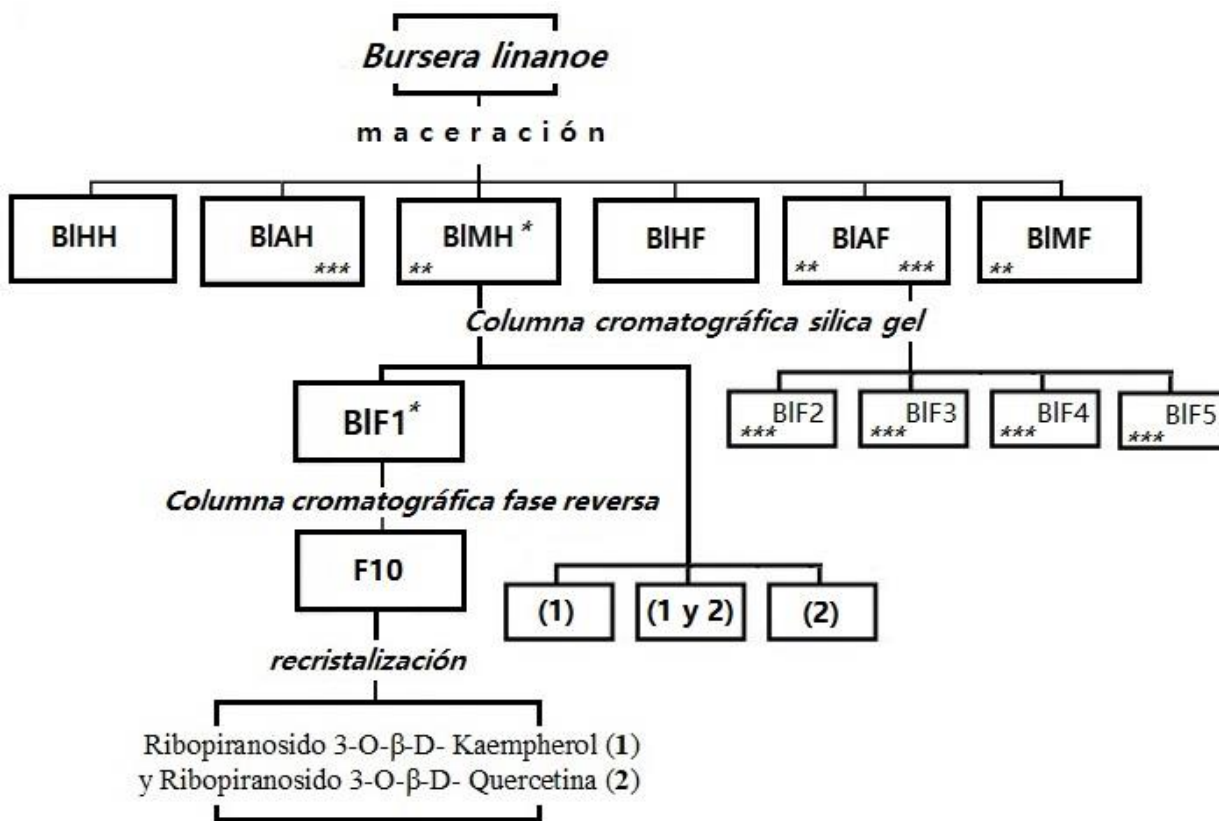 Bursera linanoe
maceración
BlHH
BlAH
***
BlMH *
**
BlHF
BlAF
** ***
BlMF
**
Columna cromatográfica silica gel
BlF1*
BlF2
***
BlF3
***
BlF4
***
BlF5
***
Columna cromatográfica fase reversa
F10
(1)
(1 y 2)
(2)
recristalización
Ribopiranosido 3-O-β-D- Kaempherol (1)
y Ribopiranosido 3-O-β-D- Quercetina (2)